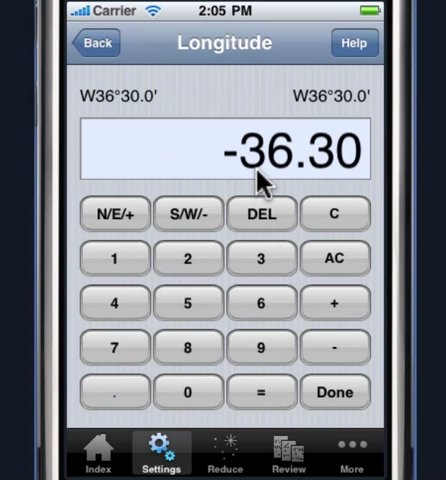 Carrier 2:05 PM
Back Longitude Help
W36°30.0' W36°30.0'
-36.30
N/E/+ S/W/- DEL C
1 2 3 AC
4 5 6 +
7 8 9 -
. 0 = Done
Index Settings Reduce Review More